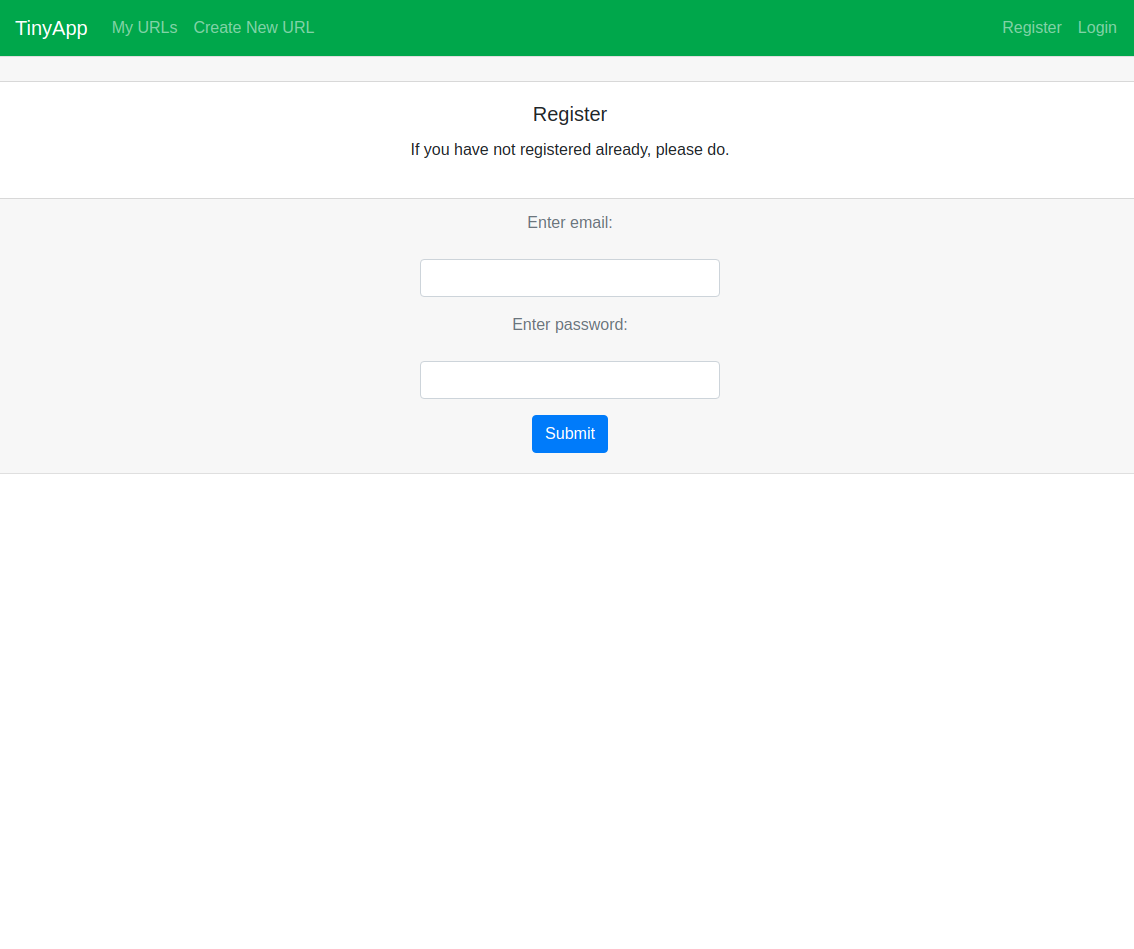 TinyApp My URLs Create New URL Register Login
Register
If you have not registered already, please do.
Enter email:
Enter password:
Submit